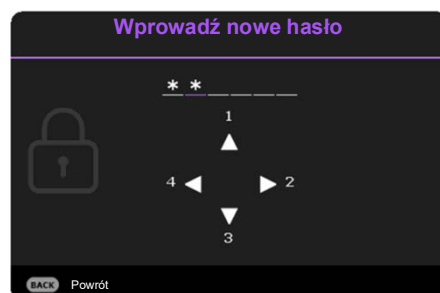 Wprowadź nowe hasło
* * _ _ _ _
1
4 2
3
BACK Powrót